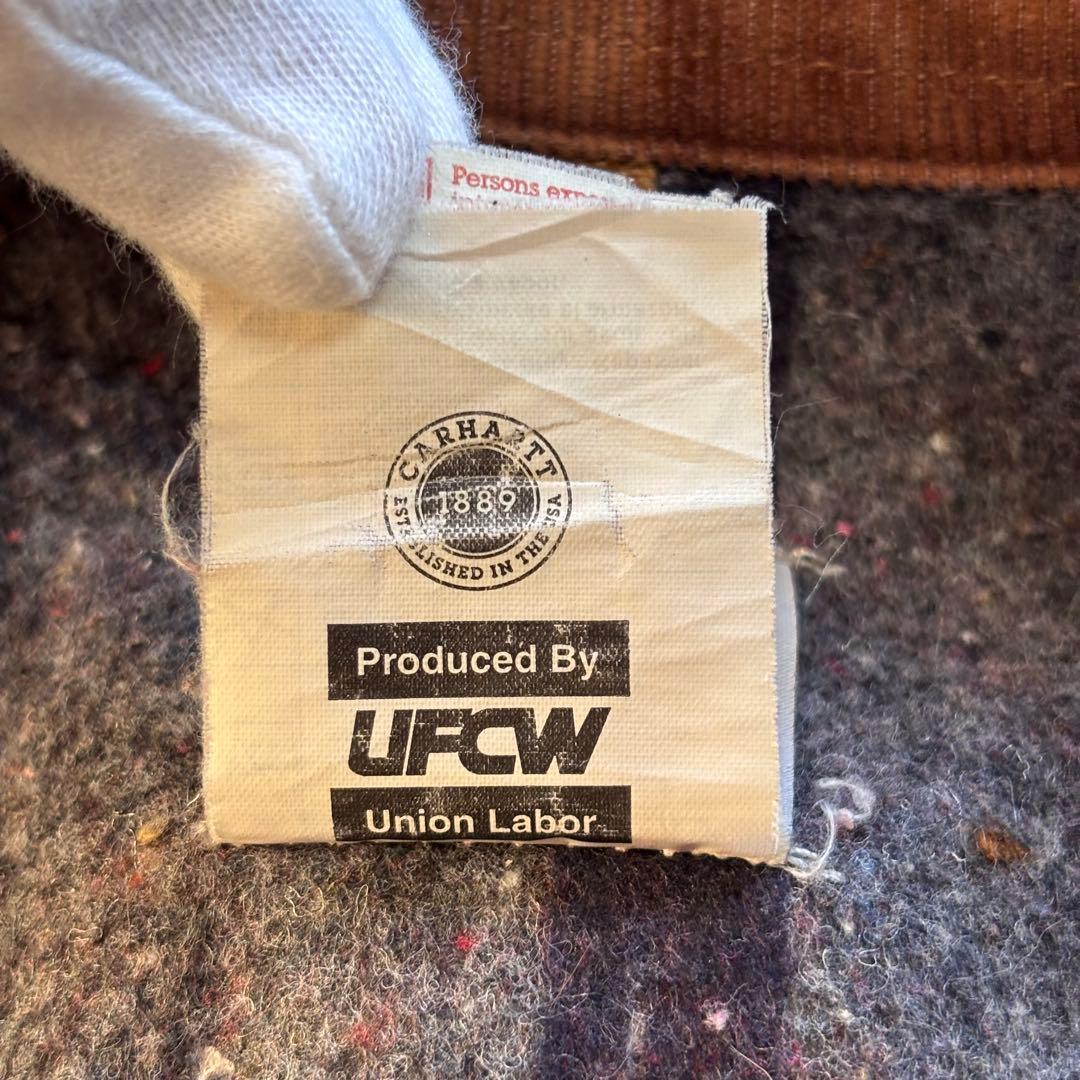 Persons
CARHARTT
1889
ESTABLISHED IN THE USA
Produced By
UFCW
Union Labor